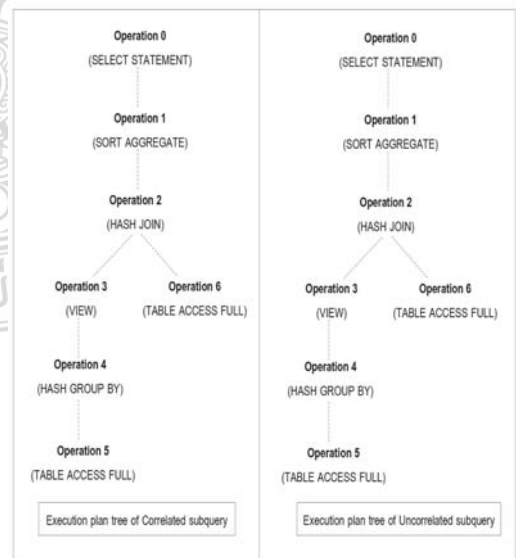 Operation 0
(SELECT STATEMENT)
Operation 1
(SORT AGGREGATE)
Operation 2
(HASH JOIN)
Operation 3
Operation 6
(VIEW)
(TABLE ACCESS FULL)
Operation 4
(HASH GROUP BY)
Operation 5
(TABLE ACCESS FULL)
Execution plan tree of Correlated subquery
Operation 0
(SELECT STATEMENT)
Operation 1
(SORT AGGREGATE)
Operation 2
(HASH JOIN)
Operation 3
Operation 6
(VIEW)
(TABLE ACCESS FULL)
Operation 4
(HASH GROUP BY)
Operation 5
(TABLE ACCESS FULL)
Execution plan tree of Uncorrelated subquery